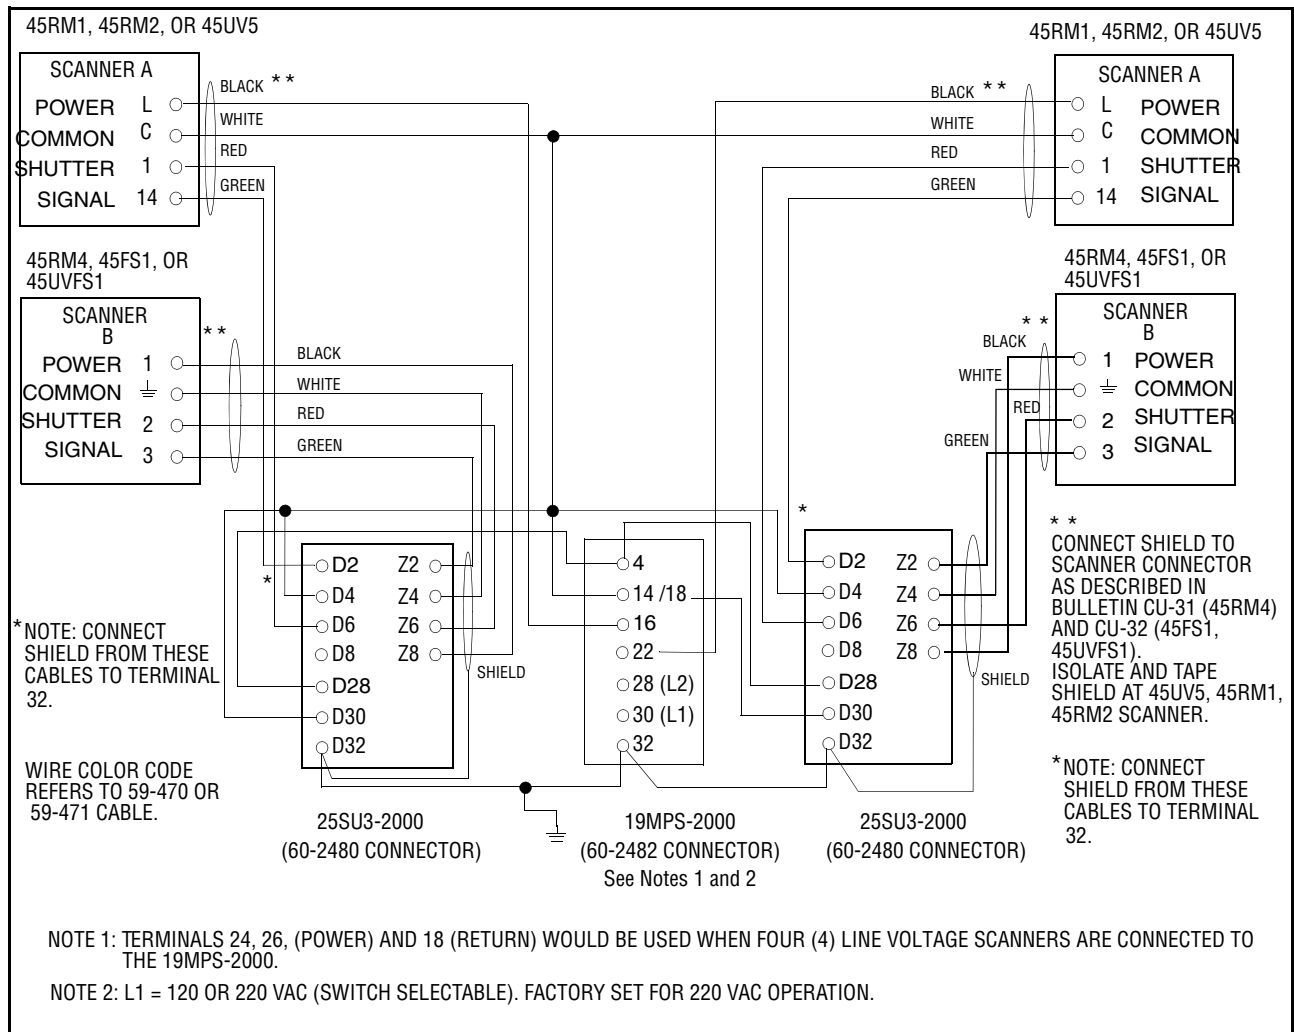 45RM1, 45RM2, OR 45UV5
SCANNER A
POWER L
COMMON C
SHUTTER 1
SIGNAL 14
BLACK **
WHITE
RED
GREEN
45RM4, 45FS1, OR
45UVFS1
SCANNER
B
POWER 1
COMMON
SHUTTER 2
SIGNAL 3
**
BLACK
WHITE
RED
GREEN
45RM1, 45RM2, OR 45UV5
SCANNER A
L POWER
C COMMON
1 SHUTTER
14 SIGNAL
BLACK **
WHITE
RED
GREEN
45RM4, 45FS1, OR
45UVFS1
SCANNER
B
1 POWER
COMMON
2 SHUTTER
3 SIGNAL
**
BLACK
WHITE
RED
GREEN
*
D2 Z2
D4 Z4
D6 Z6
D8 Z8
D28
D30
D32
SHIELD
25SU3-2000
(60-2480 CONNECTOR)
4
14 /18
16
22
28 (L2)
30 (L1)
32
19MPS-2000
(60-2482 CONNECTOR)
See Notes 1 and 2
*
D2 Z2
D4 Z4
D6 Z6
D8 Z8
D28
D30
D32
SHIELD
25SU3-2000
(60-2480 CONNECTOR)
*NOTE: CONNECT
SHIELD FROM THESE
CABLES TO TERMINAL
32.
WIRE COLOR CODE
REFERS TO 59-470 OR
59-471 CABLE.
**
CONNECT SHIELD TO
SCANNER CONNECTOR
AS DESCRIBED IN
BULLETIN CU-31 (45RM4)
AND CU-32 (45FS1,
45UVFS1).
ISOLATE AND TAPE
SHIELD AT 45UV5, 45RM1,
45RM2 SCANNER.
*NOTE: CONNECT
SHIELD FROM THESE
CABLES TO TERMINAL
32.
NOTE 1: TERMINALS 24, 26, (POWER) AND 18 (RETURN) WOULD BE USED WHEN FOUR (4) LINE VOLTAGE SCANNERS ARE CONNECTED TO
THE 19MPS-2000.
NOTE 2: L1 = 120 OR 220 VAC (SWITCH SELECTABLE). FACTORY SET FOR 220 VAC OPERATION.